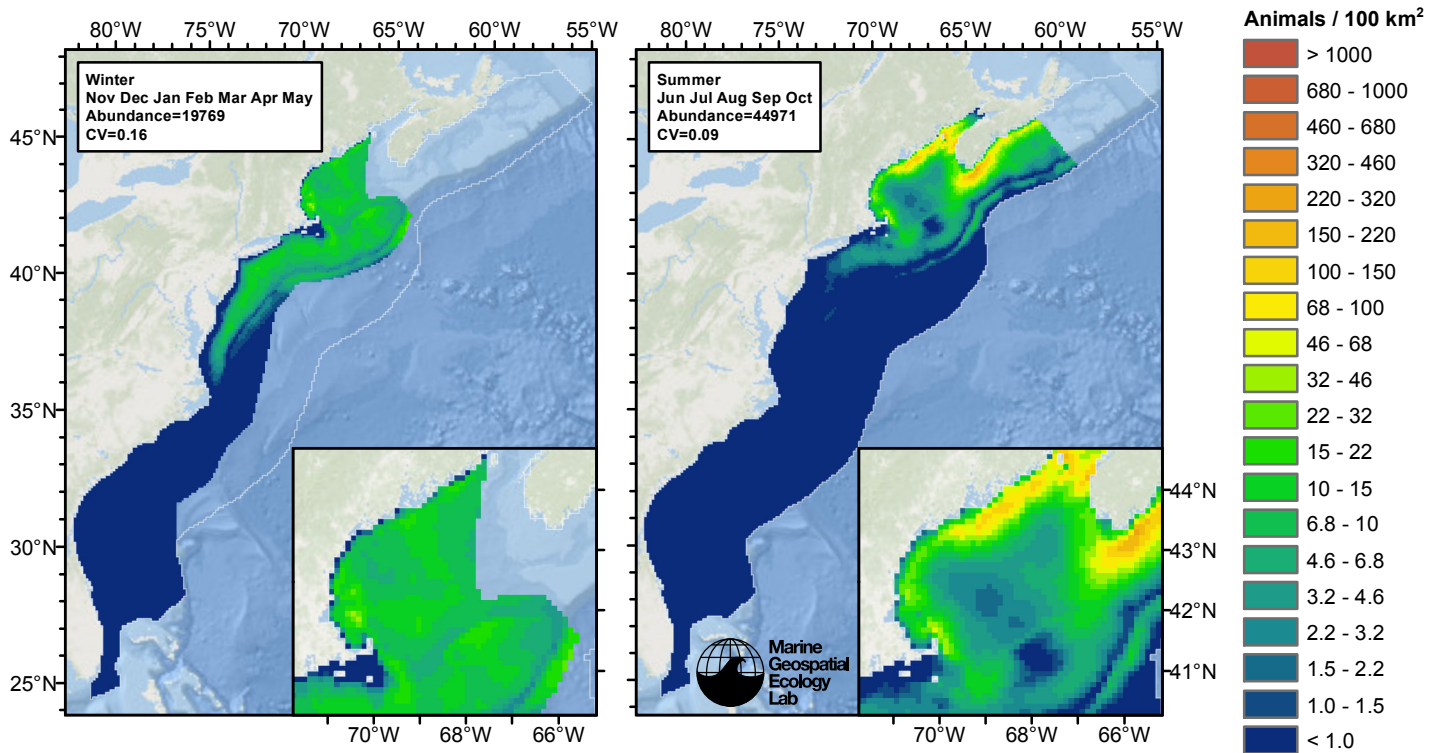 80°W 75°W 70°W 65°W 60°W 55°W
80°W 75°W 70°W 65°W 60°W 55°W
Animals / 100 km²
Winter
Nov Dec Jan Feb Mar Apr May
Abundance=19769
CV=0.16
Summer
Jun Jul Aug Sep Oct
Abundance=44971
CV=0.09
45°N
40°N
35°N
30°N
25°N
44°N
43°N
42°N
41°N
70°W 68°W 66°W
70°W 68°W 66°W
Marine
Geospatial
Ecology
Lab
> 1000
680 - 1000
460 - 680
320 - 460
220 - 320
150 - 220
100 - 150
68 - 100
46 - 68
32 - 46
22 - 32
15 - 22
10 - 15
6.8 - 10
4.6 - 6.8
3.2 - 4.6
2.2 - 3.2
1.5 - 2.2
1.0 - 1.5
< 1.0